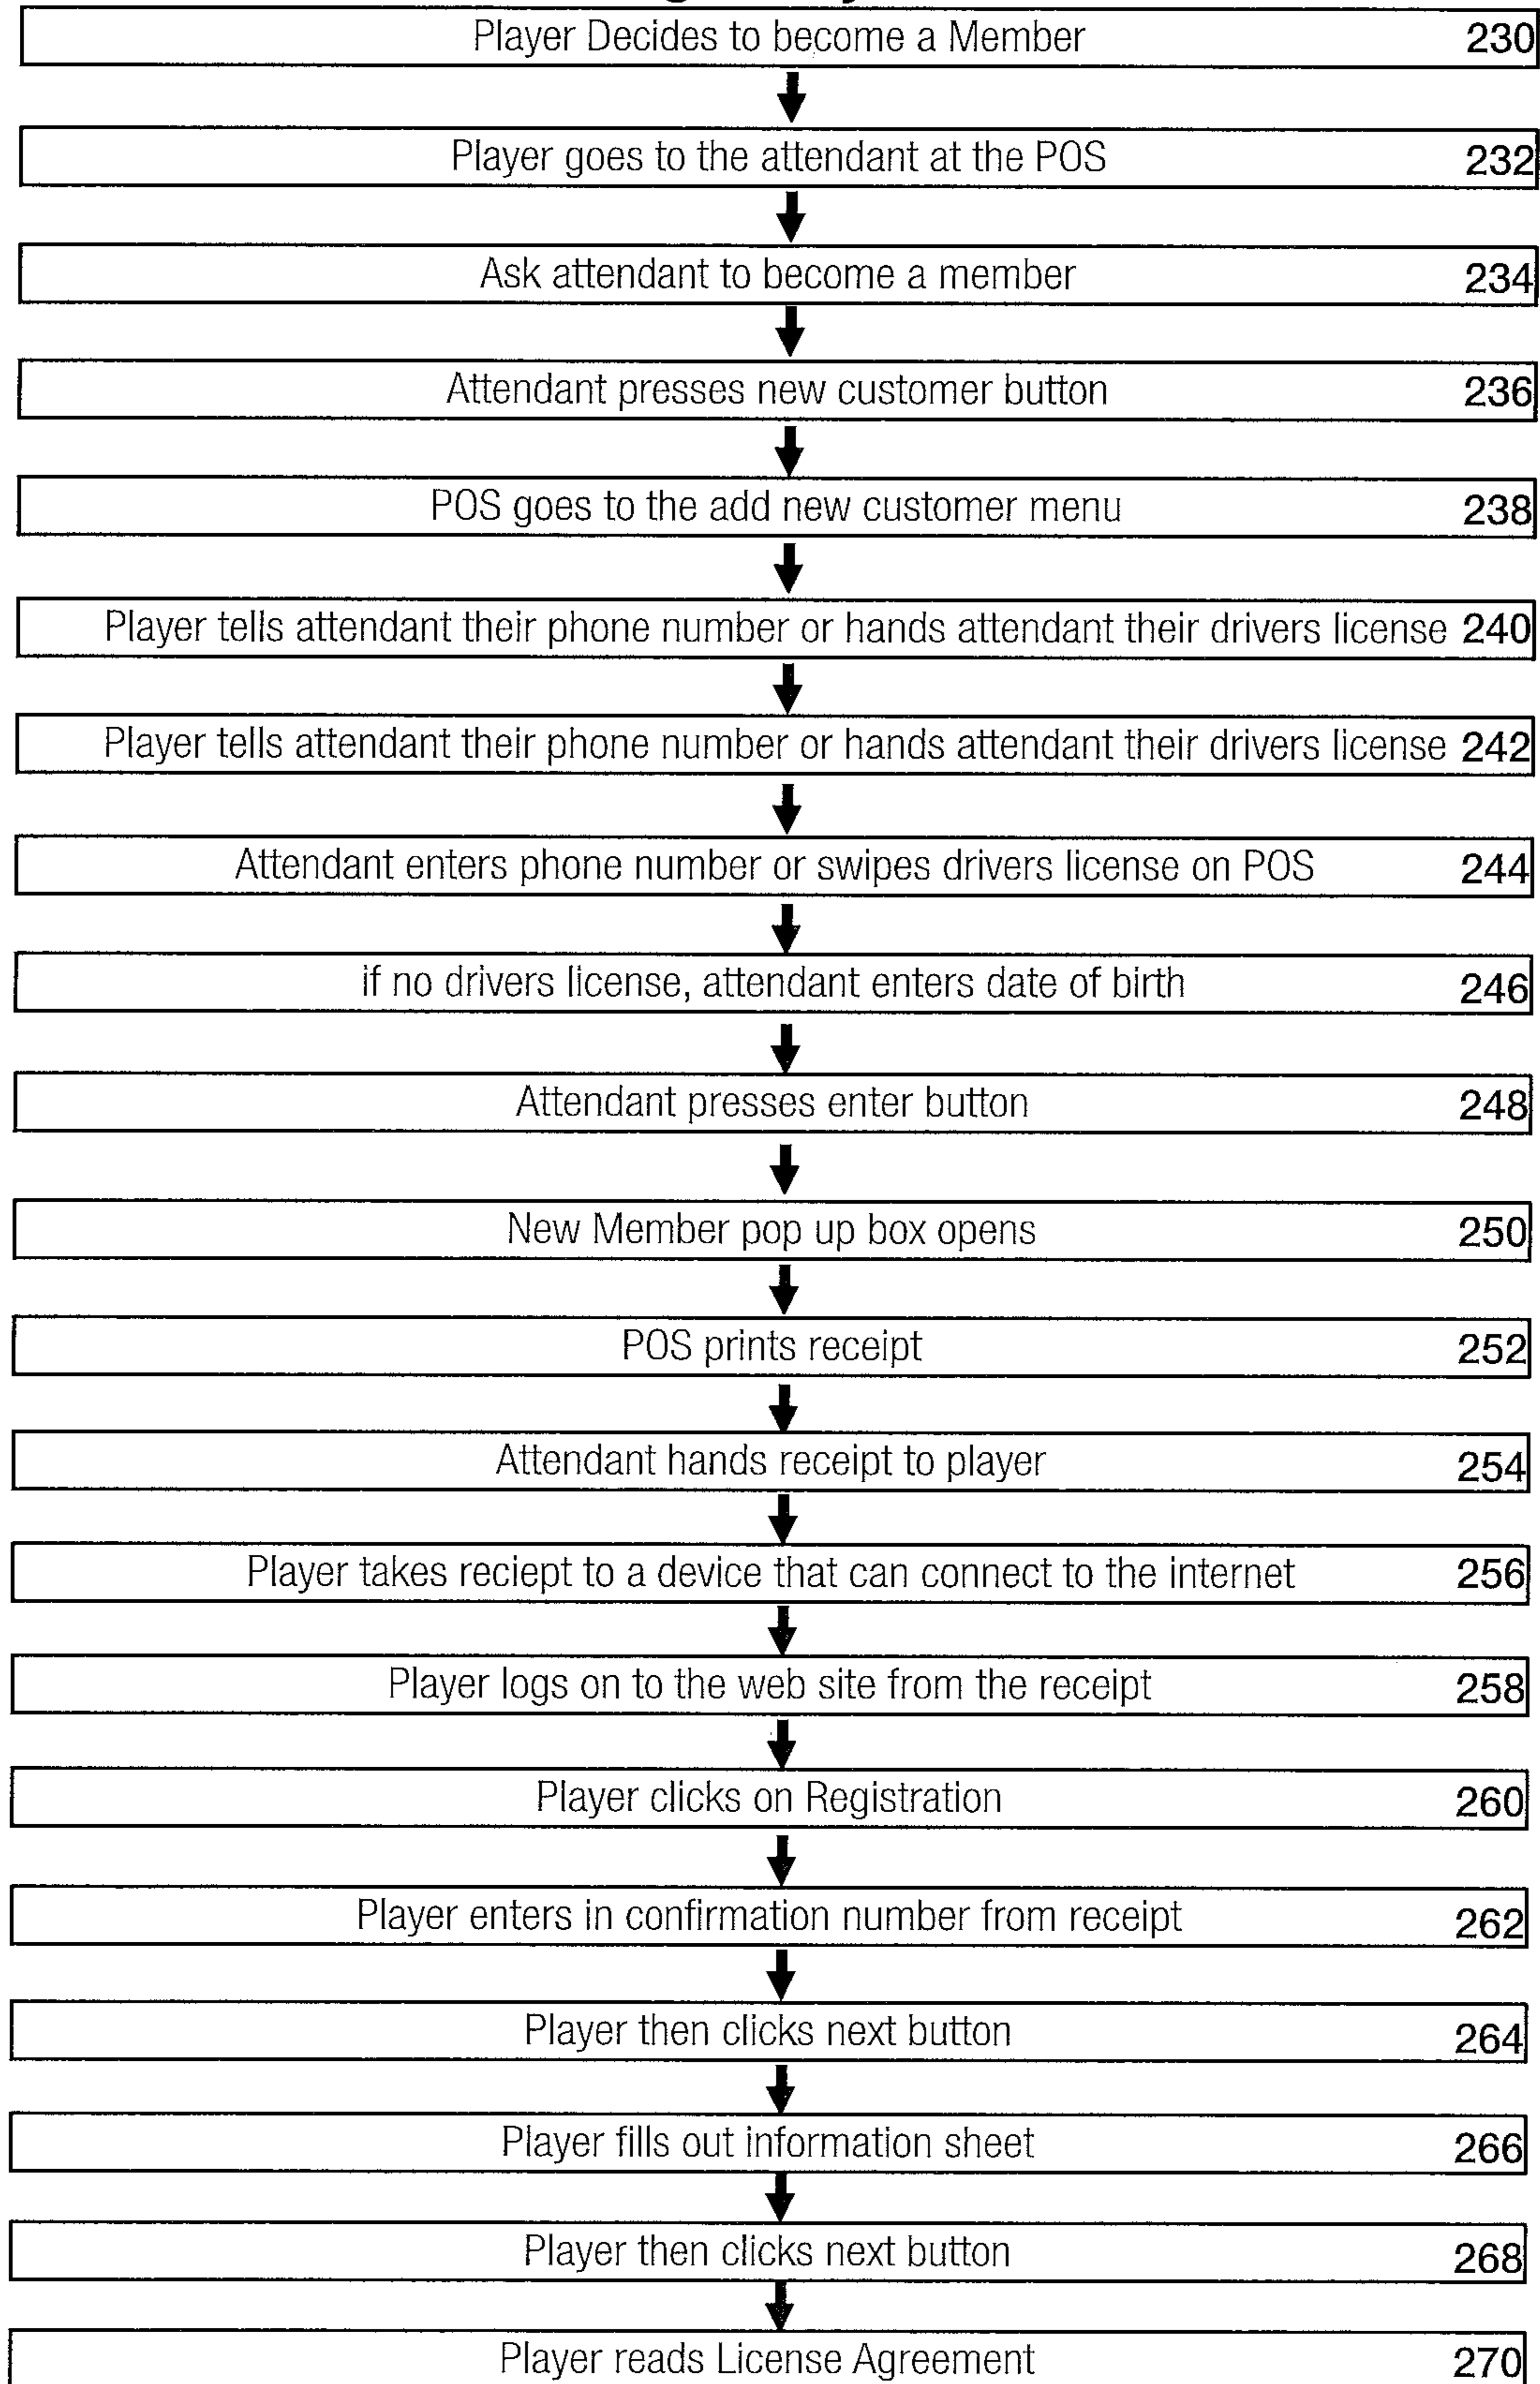 Player Decides to become a Member 230
Player goes to the attendant at the POS 232
Ask attendant to become a member 234
Attendant presses new customer button 236
POS goes to the add new customer menu 238
Player tells attendant their phone number or hands attendant their drivers license 240
Player tells attendant their phone number or hands attendant their drivers license 242
Attendant enters phone number or swipes drivers license on POS 244
if no drivers license, attendant enters date of birth 246
Attendant presses enter button 248
New Member pop up box opens 250
POS prints receipt 252
Attendant hands receipt to player 254
Player takes reciept to a device that can connect to the internet 256
Player logs on to the web site from the receipt 258
Player clicks on Registration 260
Player enters in confirmation number from receipt 262
Player then clicks next button 264
Player fills out information sheet 266
Player then clicks next button 268
Player reads License Agreement 270